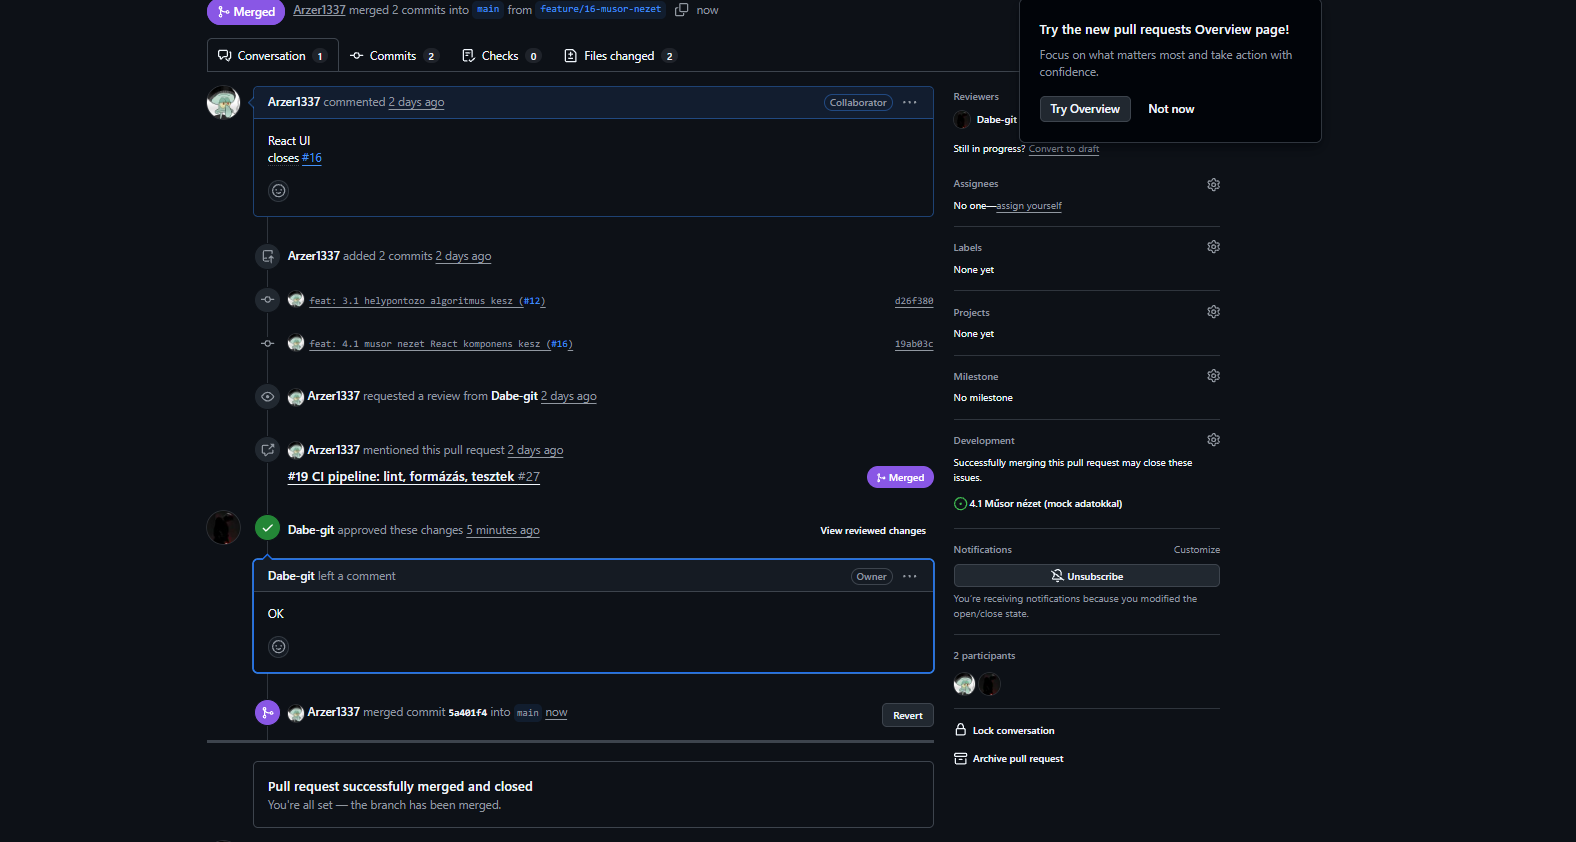 Merged Arzer1337 merged 2 commits into main from feature/16-musor-nezet now
Try the new pull requests Overview page!
Focus on what matters most and take action with
confidence.
Try Overview Not now
Conversation 1 Commits 2 Checks 0 Files changed 2
Arzer1337 commented 2 days ago Collaborator
React UI
closes #16
Arzer1337 added 2 commits 2 days ago
feat: 3.1 helypontozo algoritmus kesz (#12) d26f380
feat: 4.1 musor nezet React komponens kesz (#16) 19ab03c
Arzer1337 requested a review from Dabe-git 2 days ago
Arzer1337 mentioned this pull request 2 days ago
#19 CI pipeline: lint, formázás, tesztek #27 Merged
Dabe-git approved these changes 5 minutes ago View reviewed changes
Dabe-git left a comment Owner
OK
Arzer1337 merged commit 5a401f4 into main now Revert
Pull request successfully merged and closed
You're all set — the branch has been merged.
Reviewers
Dabe-git
Still in progress? Convert to draft
Assignees
No one—assign yourself
Labels
None yet
Projects
None yet
Milestone
No milestone
Development
Successfully merging this pull request may close these
issues.
4.1 Műsor nézet (mock adatokkal)
Notifications Customize
Unsubscribe
You're receiving notifications because you modified the
open/close state.
2 participants
Lock conversation
Archive pull request